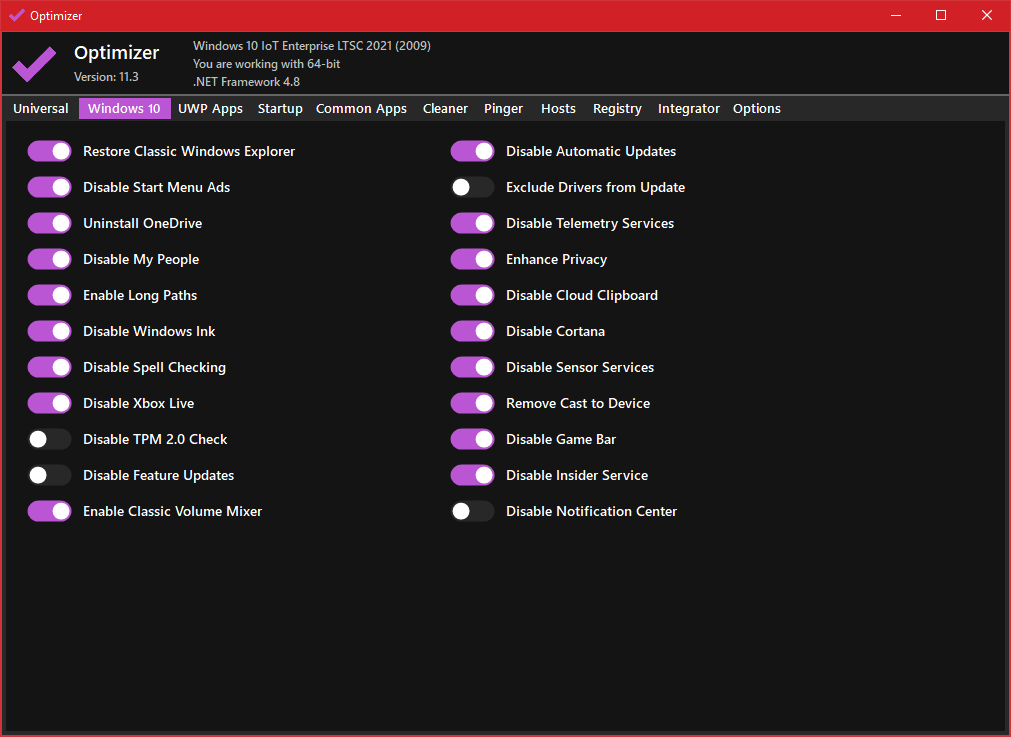 Optimizer
Optimizer
Version: 11.3
Windows 10 IoT Enterprise LTSC 2021 (2009)
You are working with 64-bit
.NET Framework 4.8
Universal Windows 10 UWP Apps Startup Common Apps Cleaner Pinger Hosts Registry Integrator Options
Restore Classic Windows Explorer
Disable Start Menu Ads
Uninstall OneDrive
Disable My People
Enable Long Paths
Disable Windows Ink
Disable Spell Checking
Disable Xbox Live
Disable TPM 2.0 Check
Disable Feature Updates
Enable Classic Volume Mixer
Disable Automatic Updates
Exclude Drivers from Update
Disable Telemetry Services
Enhance Privacy
Disable Cloud Clipboard
Disable Cortana
Disable Sensor Services
Remove Cast to Device
Disable Game Bar
Disable Insider Service
Disable Notification Center